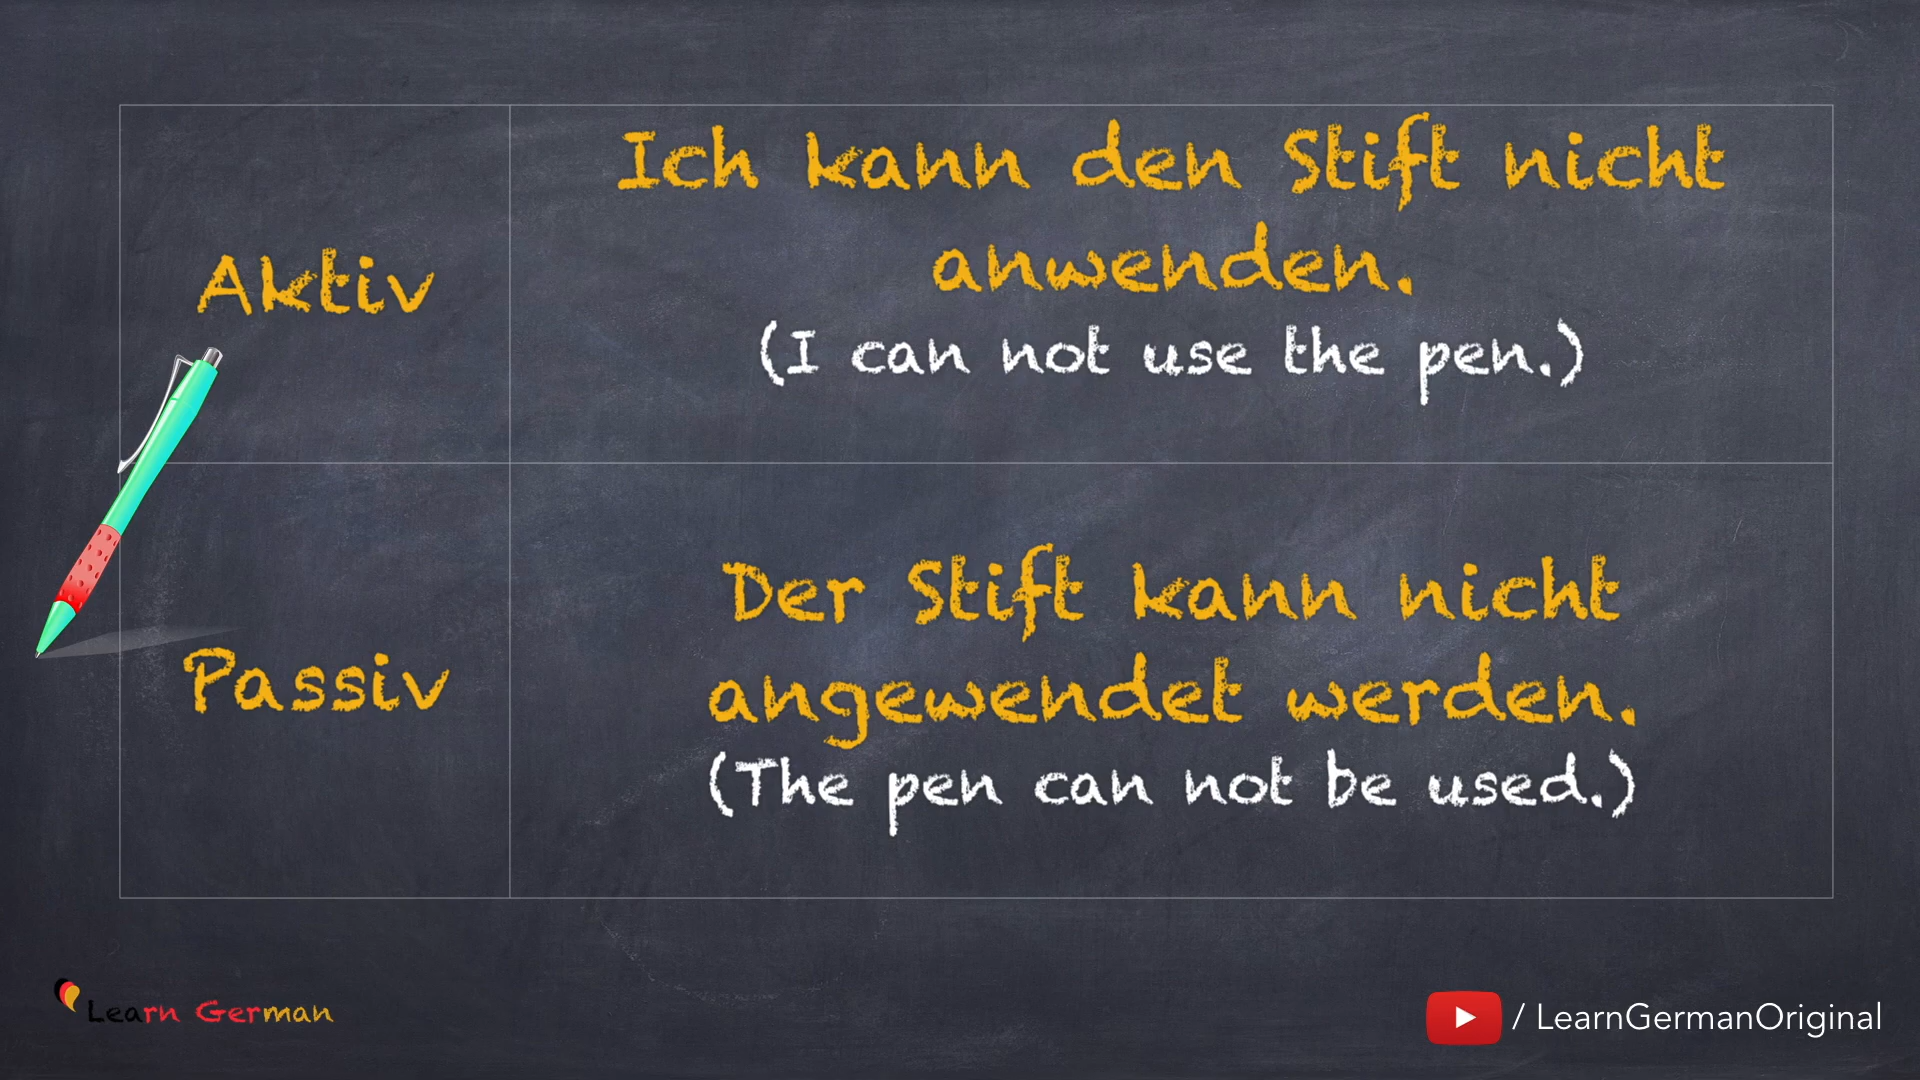 Aktiv
Ich kann den Stift nicht
anwenden.
(I can not use the pen.)
Passiv
Der Stift kann nicht
angewendet werden.
(The pen can not be used.)
Learn German
/ LearnGermanOriginal